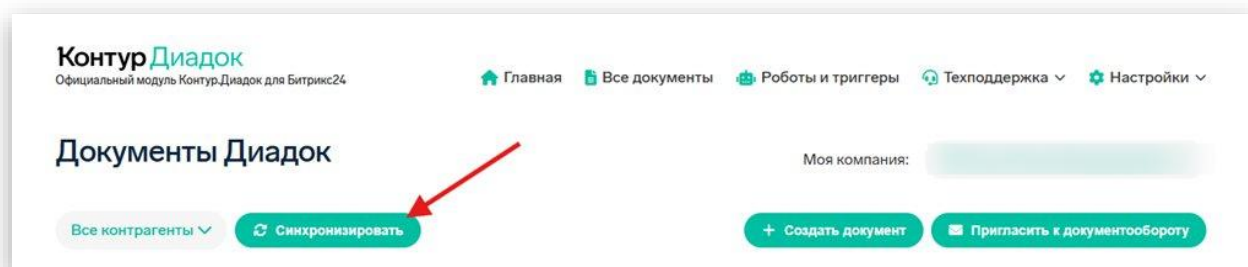 Контур Диадок
Официальный модуль Контур.Диадок для Битрикс24
Главная Все документы Роботы и триггеры Техподдержка Настройки
Документы Диадок
Моя компания:
Все контрагенты Синхронизировать + Создать документ Пригласить к документообороту